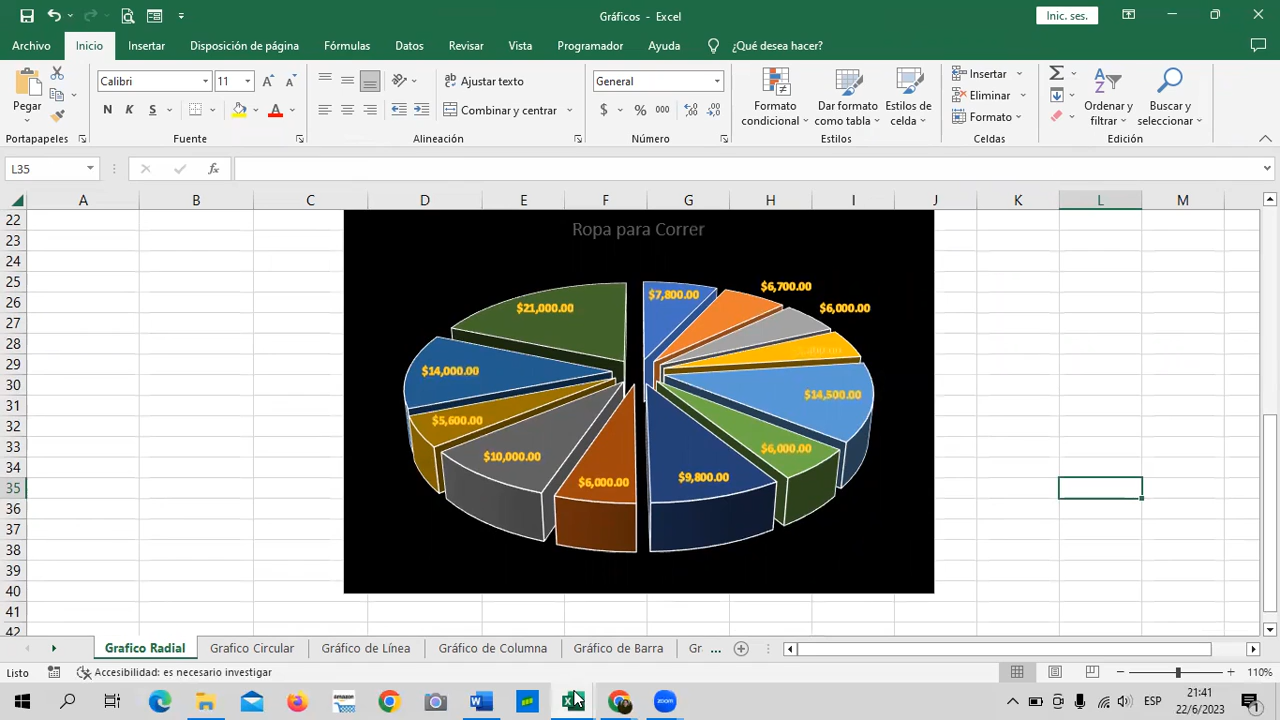 Gráficos - Excel
Inic. ses.
Archivo Inicio Insertar Disposición de página Fórmulas Datos Revisar Vista Programador Ayuda ¿Qué desea hacer?
Pegar
Calibri 11
N K S
Ajustar texto
Combinar y centrar
General
$ % 000
Formato condicional
Dar formato como tabla
Estilos de celda
Insertar
Eliminar
Formato
Ordenar y filtrar
Buscar y seleccionar
Portapapeles Fuente Alineación Número Estilos Celdas Edición
L35 fx
A B C D E F G H I J K L M
22
23
24
25
26
27
28
29
30
31
32
33
34
35
36
37
38
39
40
41
42
Ropa para Correr
$7,800.00
$6,700.00
$6,000.00
$14,500.00
$6,000.00
$9,800.00
$6,000.00
$10,000.00
$5,600.00
$14,000.00
$21,000.00
Grafico Radial Grafico Circular Gráfico de Línea Gráfico de Columna Gráfico de Barra Gr ...
Listo Accesibilidad: es necesario investigar 110%
amazon
zoom
ESP
21:41
22/6/2023
1